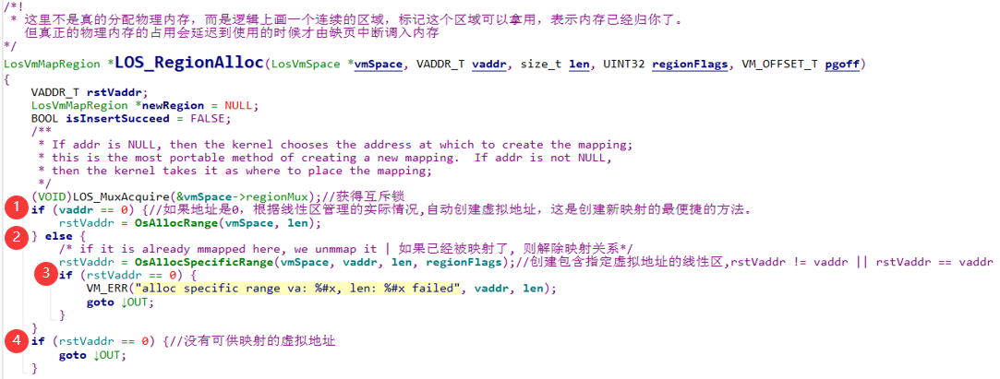 /*!
* 这里不是真的分配物理内存，而是逻辑上画一个连续的区域，标记这个区域可以拿用，表示内存已经归你了。
但真正的物理内存的占用会延迟到使用的时候才由缺页中断调入内存
*/
LosVmMapRegion *LOS_RegionAlloc(LosVmSpace *vmSpace, VADDR_T vaddr, size_t len, UINT32 regionFlags, VM_OFFSET_T pgoff)
{
VADDR_T rstVaddr;
LosVmMapRegion *newRegion = NULL;
BOOL isInsertSucceed = FALSE;
/**
* If addr is NULL, then the kernel chooses the address at which to create the mapping;
* this is the most portable method of creating a new mapping.  If addr is not NULL,
* then the kernel takes it as where to place the mapping;
*/
(VOID)LOS_MuxAcquire(&vmSpace->regionMux);//获得互斥锁
1 if (vaddr == 0) {//如果地址是0，根据线性区管理的实际情况,自动创建虚拟地址，这是创建新映射的最便捷的方法。
rstVaddr = OsAllocRange(vmSpace, len);
2 } else {
/* if it is already mmapped here, we unmmap it | 如果已经被映射了, 则解除映射关系*/
rstVaddr = OsAllocSpecificRange(vmSpace, vaddr, len, regionFlags);//创建包含指定虚拟地址的线性区,rstVaddr != vaddr || rstVaddr == vaddr
3 if (rstVaddr == 0) {
VM_ERR("alloc specific range va: %#x, len: %#x failed", vaddr, len);
goto ↓OUT;
}
}
4 if (rstVaddr == 0) {//没有可供映射的虚拟地址
goto ↓OUT;
}